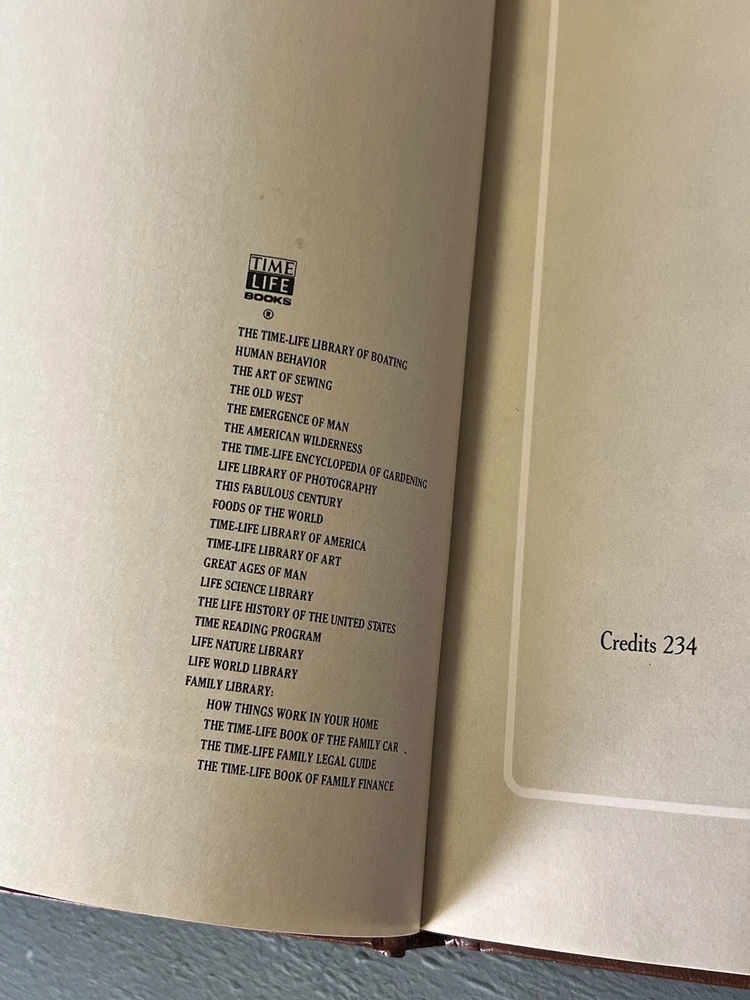 TIME
LIFE
BOOKS
®
THE TIME-LIFE LIBRARY OF BOATING
HUMAN BEHAVIOR
THE ART OF SEWING
THE OLD WEST
THE EMERGENCE OF MAN
THE AMERICAN WILDERNESS
THE TIME-LIFE ENCYCLOPEDIA OF GARDENING
LIFE LIBRARY OF PHOTOGRAPHY
THIS FABULOUS CENTURY
FOODS OF THE WORLD
TIME-LIFE LIBRARY OF AMERICA
TIME-LIFE LIBRARY OF ART
GREAT AGES OF MAN
LIFE SCIENCE LIBRARY
THE LIFE HISTORY OF THE UNITED STATES
TIME READING PROGRAM
LIFE NATURE LIBRARY
LIFE WORLD LIBRARY
FAMILY LIBRARY:
HOW THINGS WORK IN YOUR HOME
THE TIME-LIFE BOOK OF THE FAMILY CAR
THE TIME-LIFE FAMILY LEGAL GUIDE
THE TIME-LIFE BOOK OF FAMILY FINANCE
Credits 234